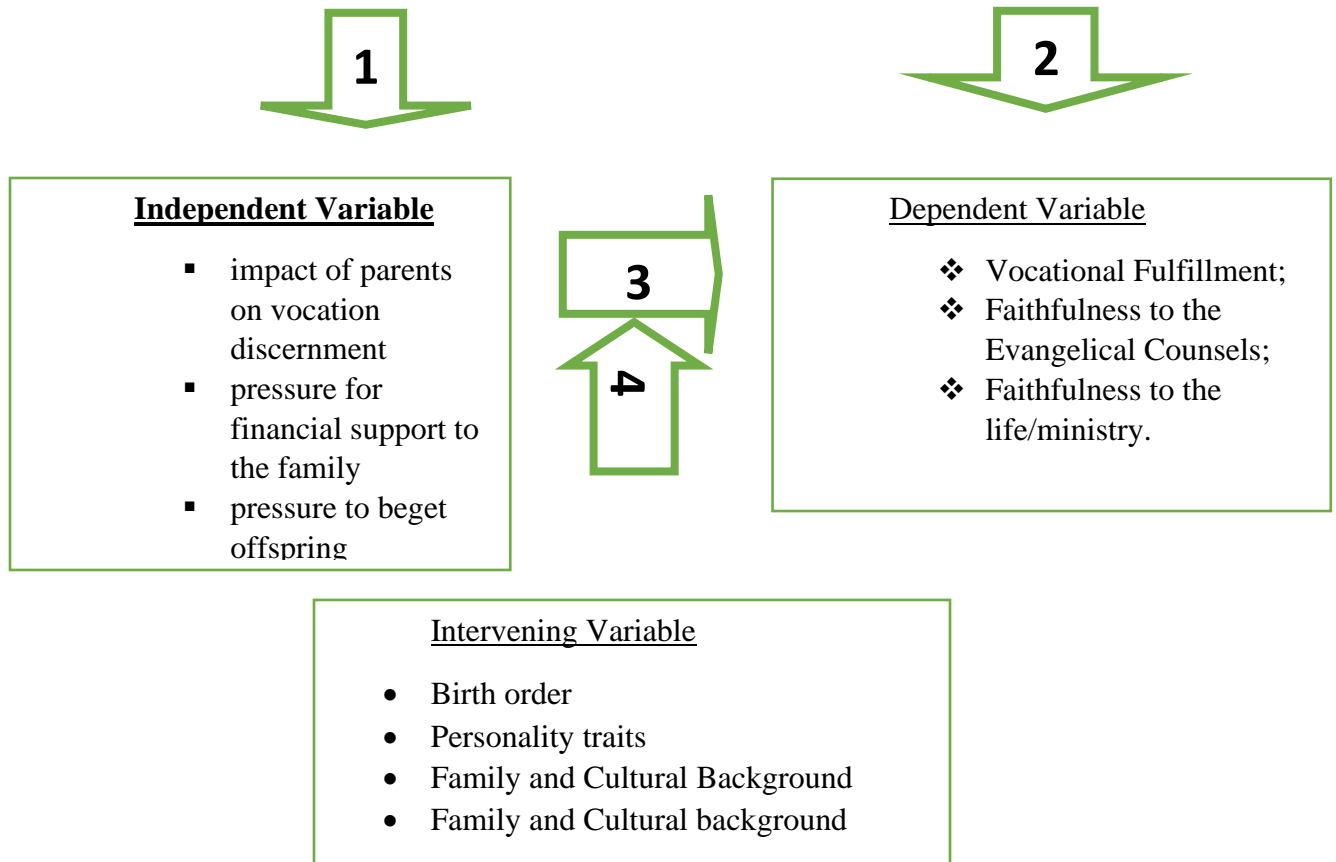 1
2
Independent Variable
▪ impact of parents
on vocation
discernment
▪ pressure for
financial support to
the family
▪ pressure to beget
offspring
3
4
Dependent Variable
❖ Vocational Fulfillment;
❖ Faithfulness to the
Evangelical Counsels;
❖ Faithfulness to the
life/ministry.
Intervening Variable
• Birth order
• Personality traits
• Family and Cultural Background
• Family and Cultural background